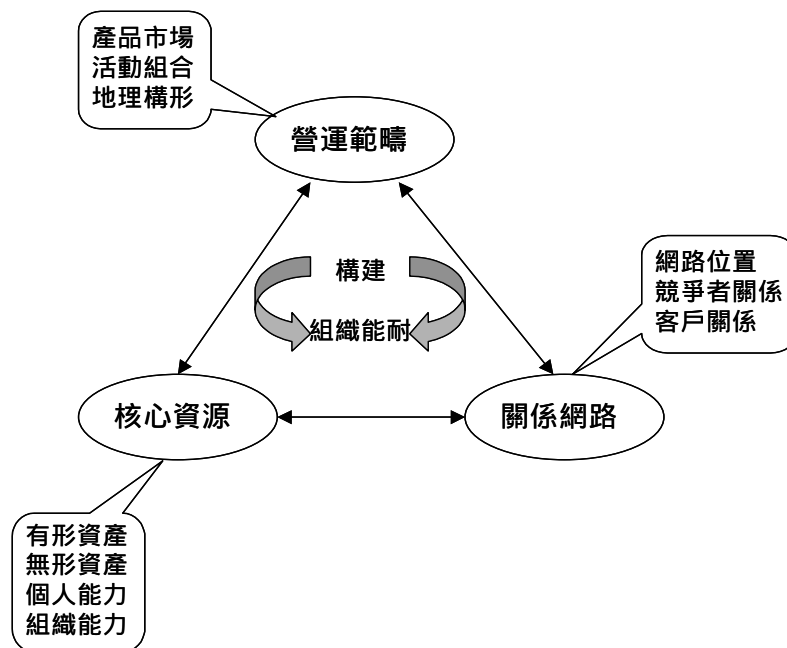 產品市場
活動組合
地理構形
營運範疇
網路位置
競爭者關係
客戶關係
構建
組織能耐
核心資源
關係網路
有形資產
無形資產
個人能力
組織能力